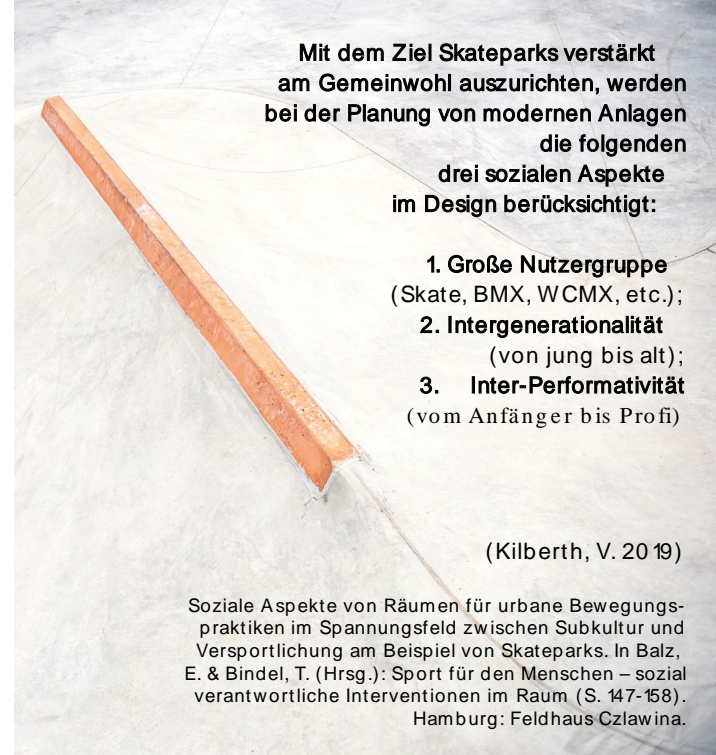 Mit dem Ziel Skateparks verstärkt
am Gemeinwohl auszurichten, werden
bei der Planung von modernen Anlagen
die folgenden
drei sozialen Aspekte
im Design berücksichtigt:
1. Große Nutzergruppe
(Skate, BMX, WCMX, etc.);
2. Intergenerationalität
(von jung bis alt);
3. Inter-Performativität
(vom Anfänger bis Profi)
(Kilberth, V. 2019)
Soziale Aspekte von Räumen für urbane Bewegungs-
praktiken im Spannungsfeld zwischen Subkultur und
Versportlichung am Beispiel von Skateparks. In Balz,
E. & Bindel, T. (Hrsg.): Sport für den Menschen – sozial
verantwortliche Interventionen im Raum (S. 147-158).
Hamburg: Feldhaus Czlawina.